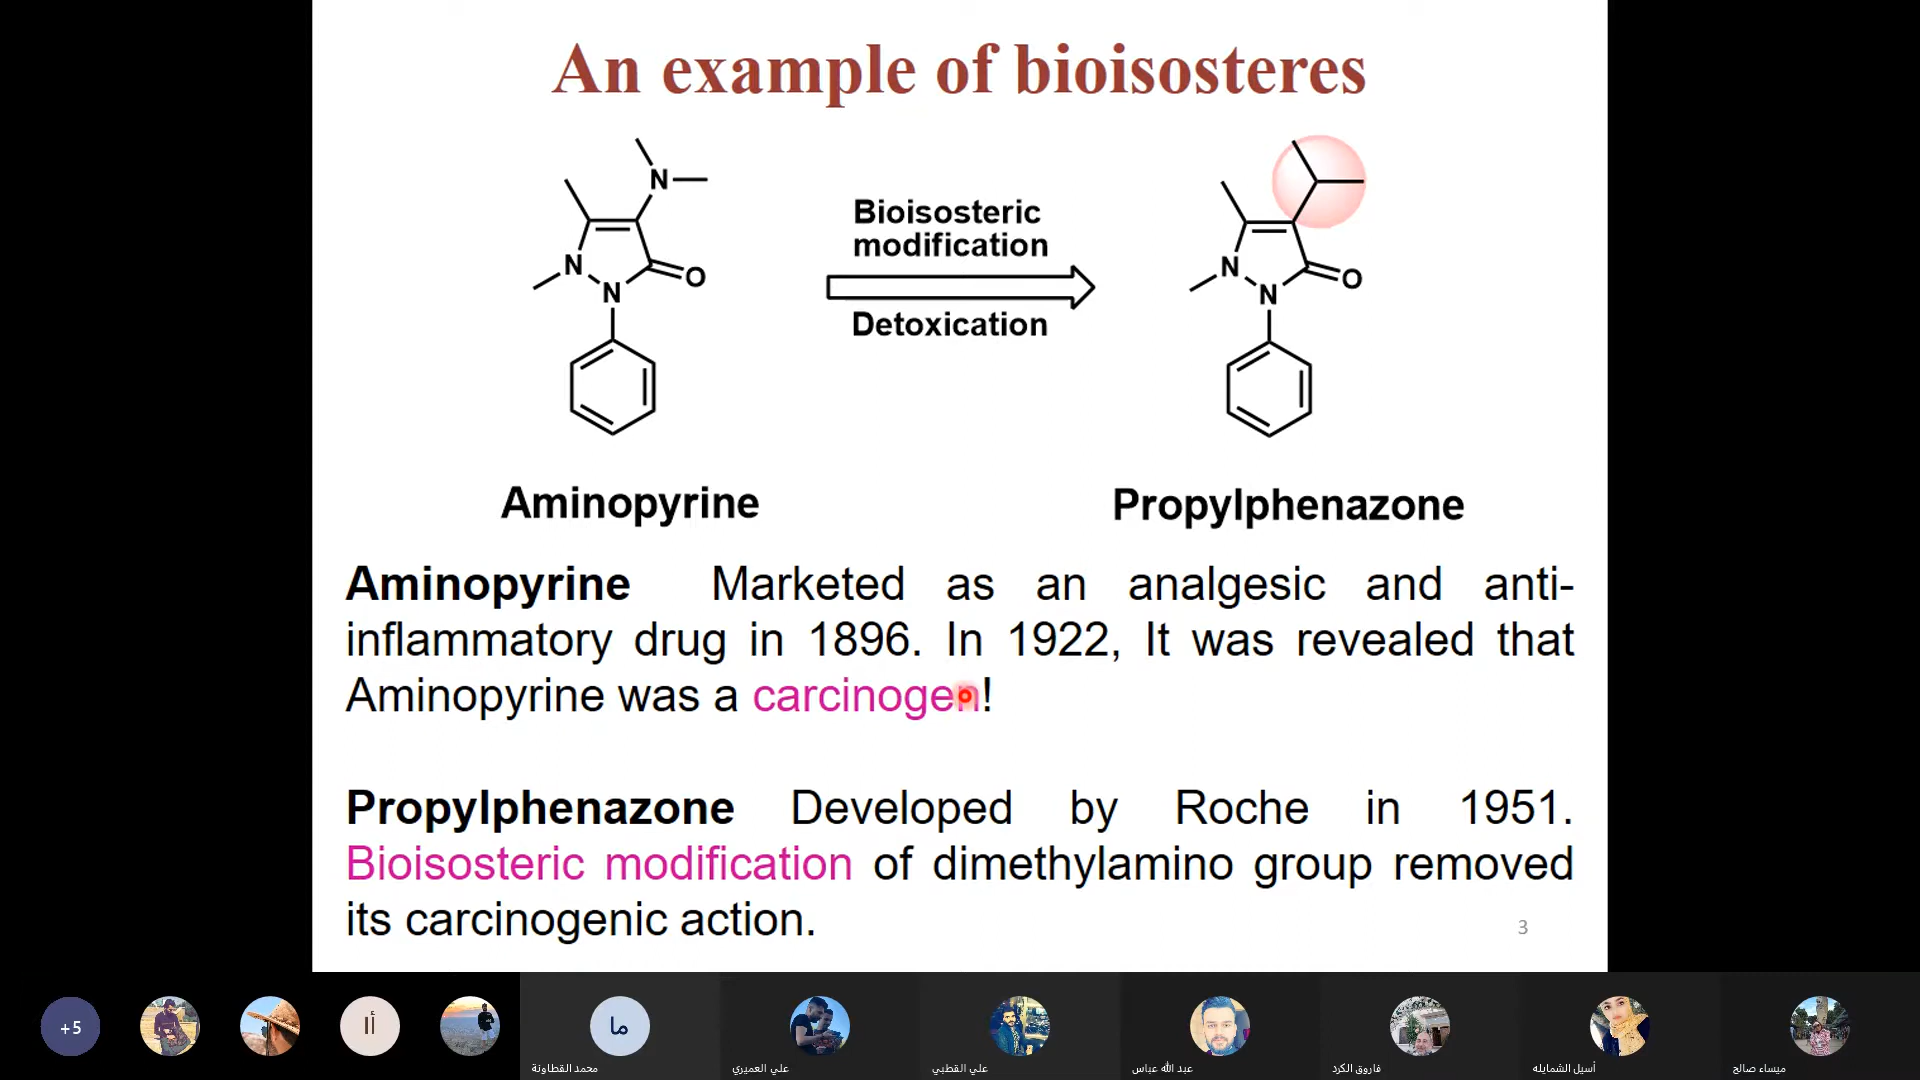 An example of bioisosteres
N
N
N
O
Bioisosteric
modification
Detoxication
N
N
O
Aminopyrine
Propylphenazone
Aminopyrine Marketed as an analgesic and anti-
inflammatory drug in 1896. In 1922, It was revealed that
Aminopyrine was a carcinogen!
Propylphenazone Developed by Roche in 1951.
Bioisosteric modification of dimethylamino group removed
its carcinogenic action.
3
+5
أا
ما
محمد القطاونة
علي العميري
علي القطبي
عبد الله عباس
فاروق الكرد
أسيل الشمايله
ميساء صالح